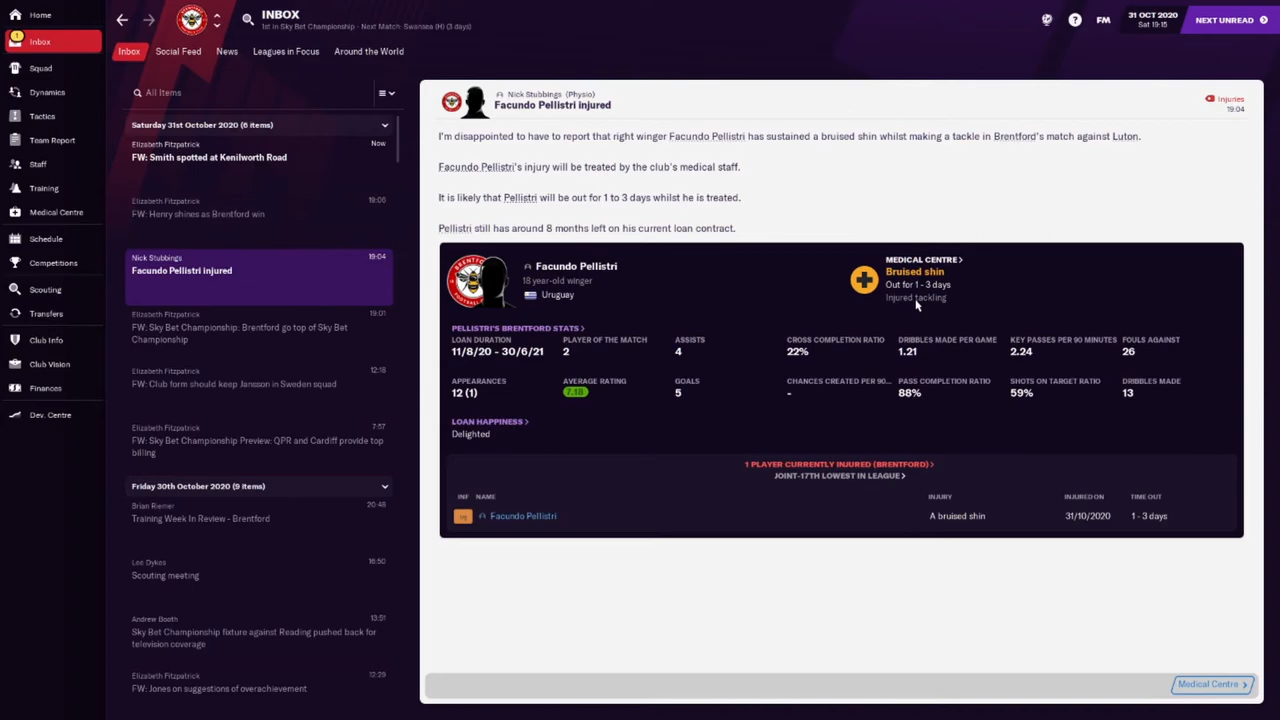 Home
INBOX
1st in Sky Bet Championship - Next Match: Swansea (H) (3 days)
?
FM
31 OCT 2020
Sat 19:15
NEXT UNREAD
1
Inbox
Squad
Dynamics
Tactics
Team Report
Staff
Training
Medical Centre
Schedule
Competitions
Scouting
Transfers
Club Info
Club Vision
Finances
Dev. Centre
Inbox
Social Feed
News
Leagues in Focus
Around the World
All Items
Saturday 31st October 2020 (6 items)
Elizabeth Fitzpatrick
Now
FW: Smith spotted at Kenilworth Road
Elizabeth Fitzpatrick
19:06
FW: Henry shines as Brentford win
Nick Stubbings
19:04
Facundo Pellistri injured
Elizabeth Fitzpatrick
19:01
FW: Sky Bet Championship: Brentford go top of Sky Bet
Championship
Elizabeth Fitzpatrick
12:18
FW: Club form should keep Jansson in Sweden squad
Elizabeth Fitzpatrick
7:57
FW: Sky Bet Championship Preview: QPR and Cardiff provide top
billing
Friday 30th October 2020 (9 items)
Brian Riemer
20:48
Training Week In Review - Brentford
Lee Dykes
16:50
Scouting meeting
Andrew Booth
13:51
Sky Bet Championship fixture against Reading pushed back for
television coverage
Elizabeth Fitzpatrick
12:29
FW: Jones on suggestions of overachievement
Nick Stubbings (Physio)
Facundo Pellistri injured
Injuries
19.04
I'm disappointed to have to report that right winger Facundo Pellistri has sustained a bruised shin whilst making a tackle in Brentford's match against Luton.
Facundo Pellistri's injury will be treated by the club's medical staff.
It is likely that Pellistri will be out for 1 to 3 days whilst he is treated.
Pellistri still has around 8 months left on his current loan contract.
Facundo Pellistri
18 year-old winger
Uruguay
MEDICAL CENTRE >
Bruised shin
Out for 1 - 3 days
Injured tackling
PELLISTRI'S BRENTFORD STATS >
LOAN DURATION
11/8/20 - 30/6/21
PLAYER OF THE MATCH
2
ASSISTS
4
CROSS COMPLETION RATIO
22%
DRIBBLES MADE PER GAME
1.21
KEY PASSES PER 90 MINUTES
2.24
FOULS AGAINST
26
APPEARANCES
12 (1)
AVERAGE RATING
7.18
GOALS
5
CHANCES CREATED PER 90...
-
PASS COMPLETION RATIO
88%
SHOTS ON TARGET RATIO
59%
DRIBBLES MADE
13
LOAN HAPPINESS >
Delighted
1 PLAYER CURRENTLY INJURED (BRENTFORD) >
JOINT-17TH LOWEST IN LEAGUE >
INF NAME
INJURY
INJURED ON
TIME OUT
Facundo Pellistri
A bruised shin
31/10/2020
1 - 3 days
Medical Centre >